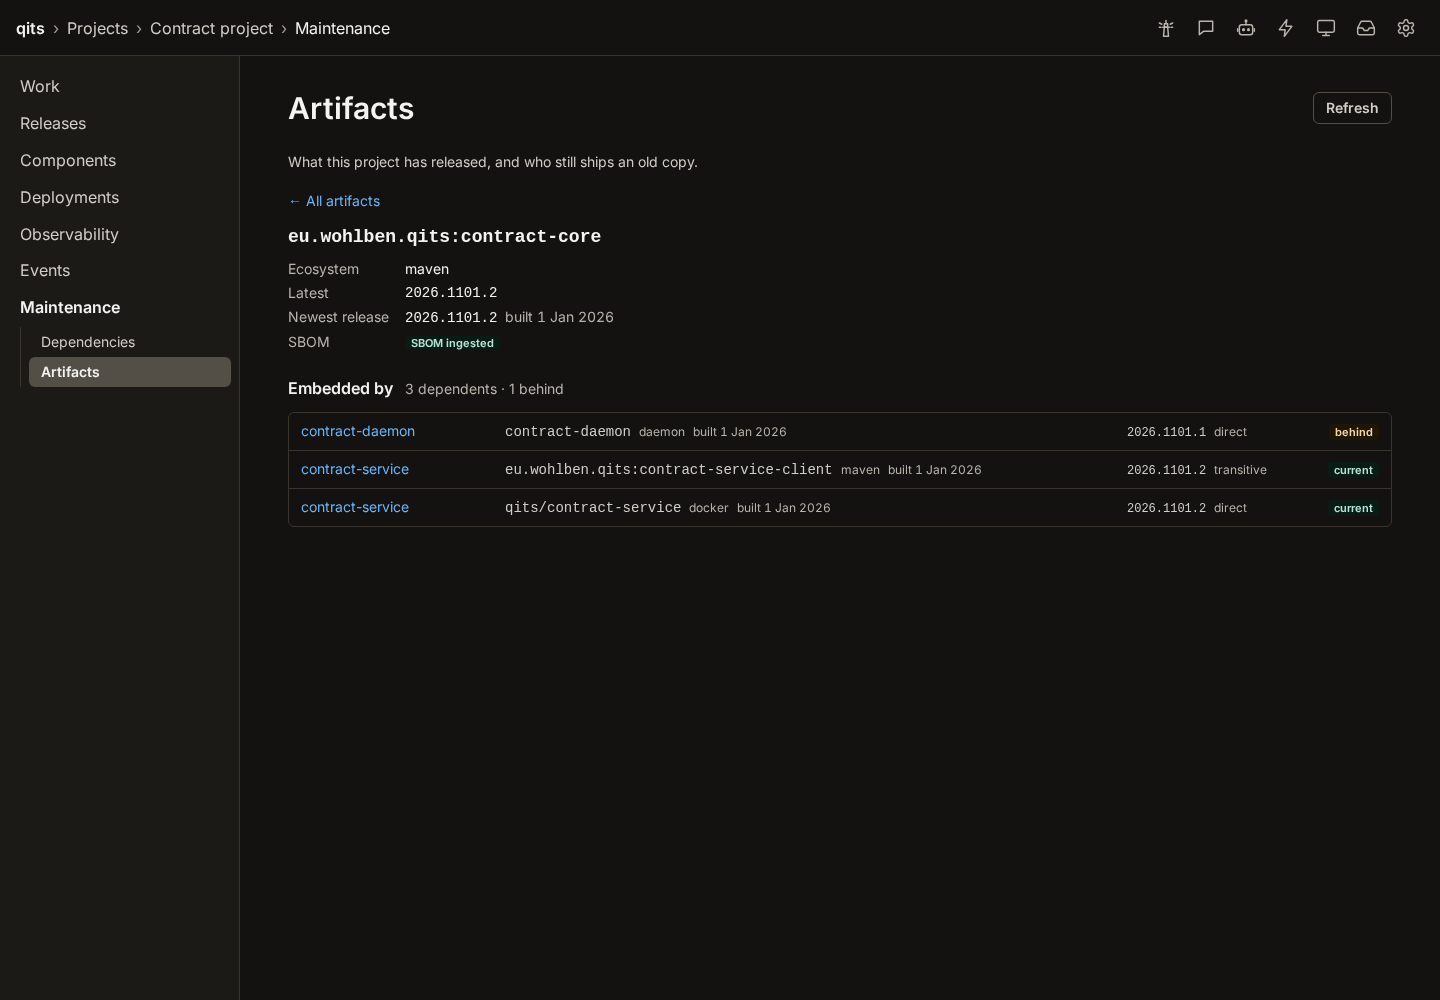 qits › Projects › Contract project › Maintenance
Work
Releases
Components
Deployments
Observability
Events
Maintenance
Dependencies
Artifacts
Artifacts
Refresh
What this project has released, and who still ships an old copy.
← All artifacts
eu.wohlben.qits:contract-core
Ecosystem maven
Latest 2026.1101.2
Newest release 2026.1101.2 built 1 Jan 2026
SBOM SBOM ingested
Embedded by 3 dependents · 1 behind
contract-daemon contract-daemon daemon built 1 Jan 2026 2026.1101.1 direct behind
contract-service eu.wohlben.qits:contract-service-client maven built 1 Jan 2026 2026.1101.2 transitive current
contract-service qits/contract-service docker built 1 Jan 2026 2026.1101.2 direct current